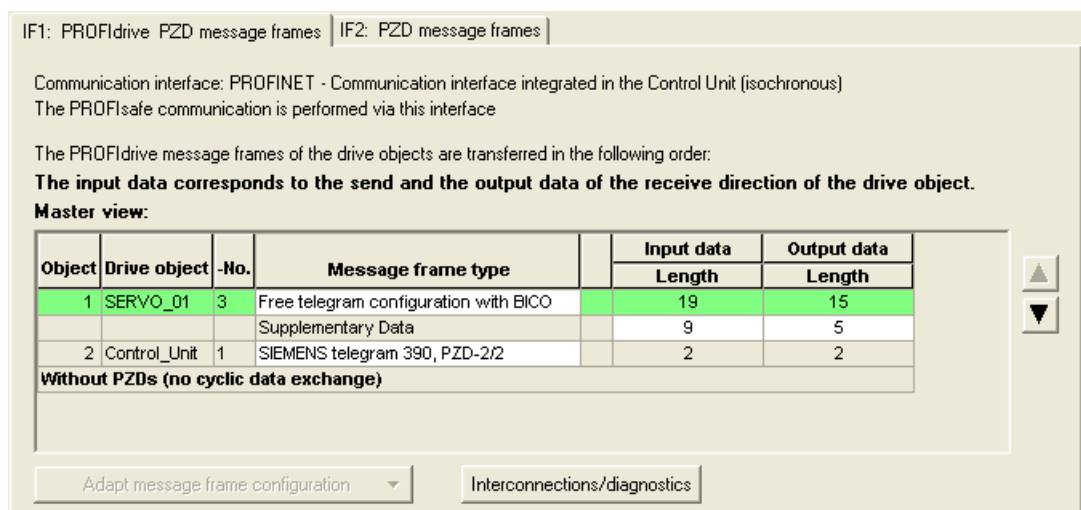 IF1: PROFIdrive PZD message frames IF2: PZD message frames
Communication interface: PROFINET - Communication interface integrated in the Control Unit (isochronous)
The PROFIsafe communication is performed via this interface
The PROFIdrive message frames of the drive objects are transferred in the following order:
The input data corresponds to the send and the output data of the receive direction of the drive object.
Master view:
Object Drive object -No. Message frame type Input data Output data
Length Length
1 SERVO_01 3 Free telegram configuration with BICO 19 15
Supplementary Data 9 5
2 Control_Unit 1 SIEMENS telegram 390, PZD-2/2 2 2
Without PZDs (no cyclic data exchange)
Adapt message frame configuration Interconnections/diagnostics